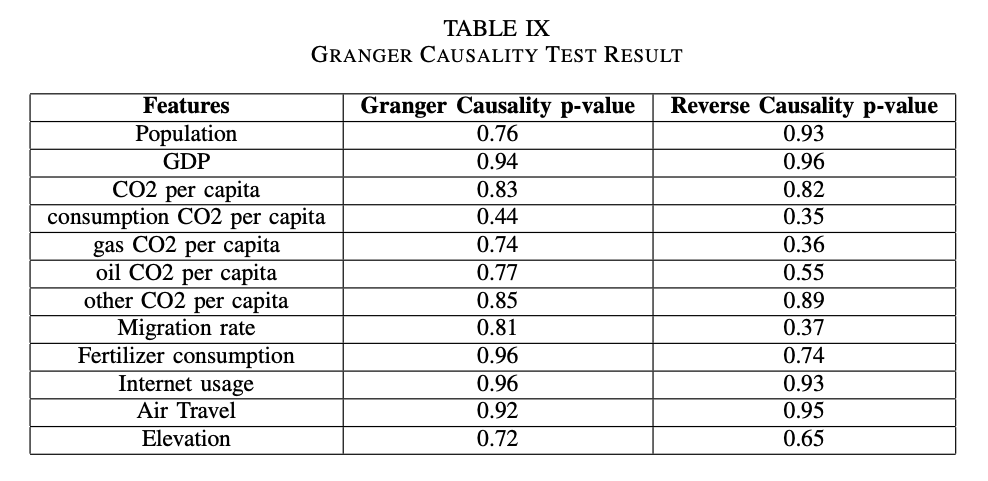 TABLE IX
GRANGER CAUSALITY TEST RESULT
Features Granger Causality p-value Reverse Causality p-value
Population 0.76 0.93
GDP 0.94 0.96
CO2 per capita 0.83 0.82
consumption CO2 per capita 0.44 0.35
gas CO2 per capita 0.74 0.36
oil CO2 per capita 0.77 0.55
other CO2 per capita 0.85 0.89
Migration rate 0.81 0.37
Fertilizer consumption 0.96 0.74
Internet usage 0.96 0.93
Air Travel 0.92 0.95
Elevation 0.72 0.65